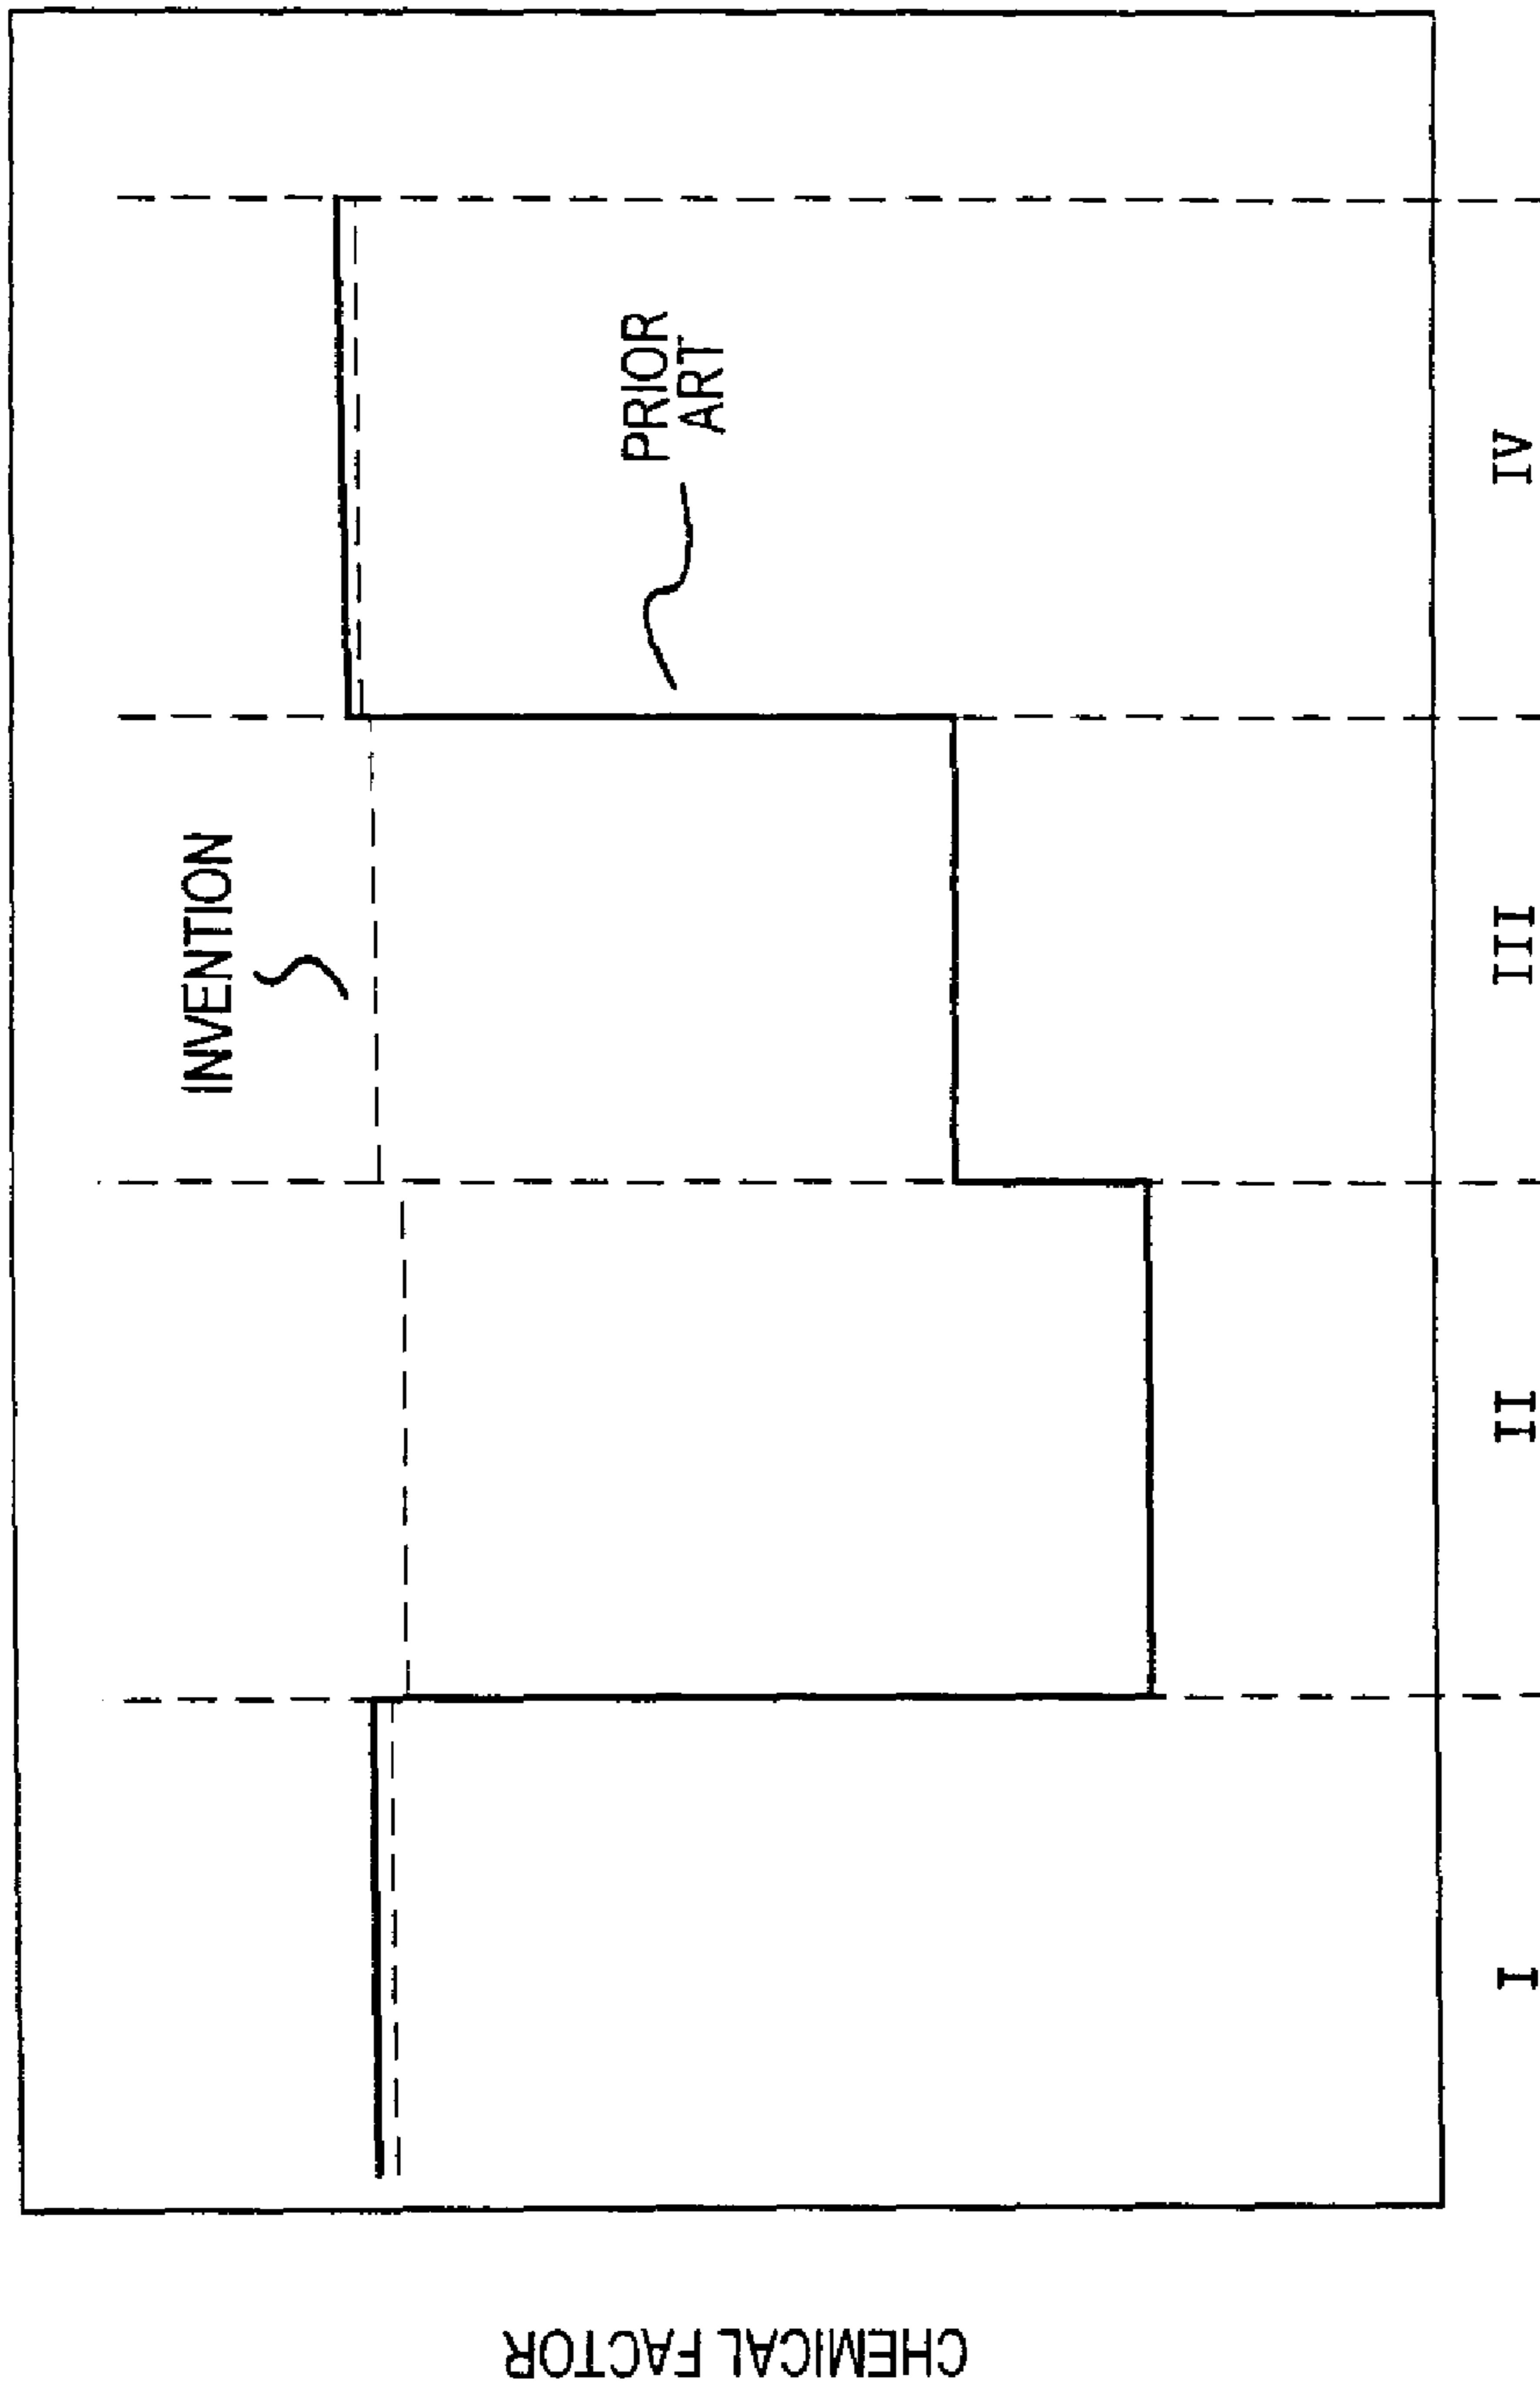 CHEMICAL FACTOR
INVENTION
PRIOR
ART
I
II
III
IV